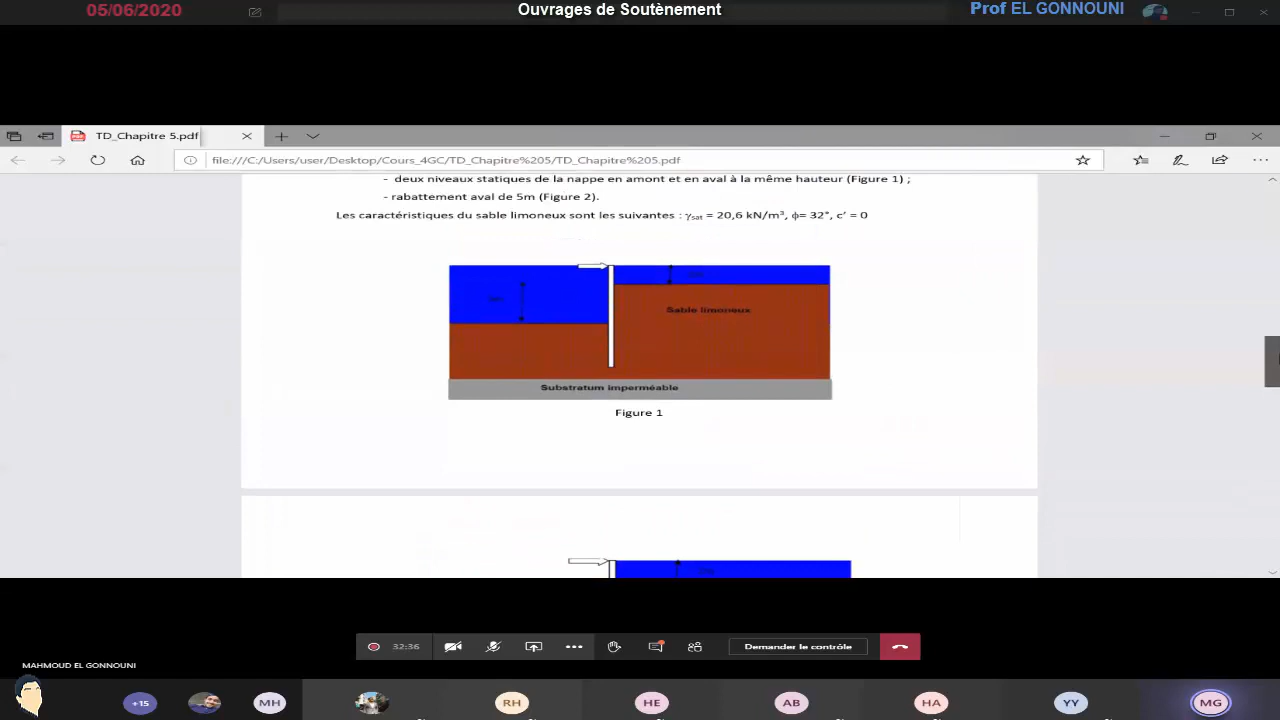 05/06/2020
Ouvrages de Soutènement
Prof EL GONNOUNI
TD_Chapitre 5.pdf
file:///C:/Users/user/Desktop/Cours_4GC/TD_Chapitre%205/TD_Chapitre%205.pdf
- deux niveaux statiques de la nappe en amont et en aval à la même hauteur (Figure 1) ;
- rabattement aval de 5m (Figure 2).
Les caractéristiques du sable limoneux sont les suivantes : γsat = 20,6 kN/m³, ϕ= 32°, c’ = 0
Sable limoneux
Substratum imperméable
Figure 1
32:36
Demander le contrôle
MAHMOUD EL GONNOUNI
+15
MH
RH
HE
AB
HA
YY
MG